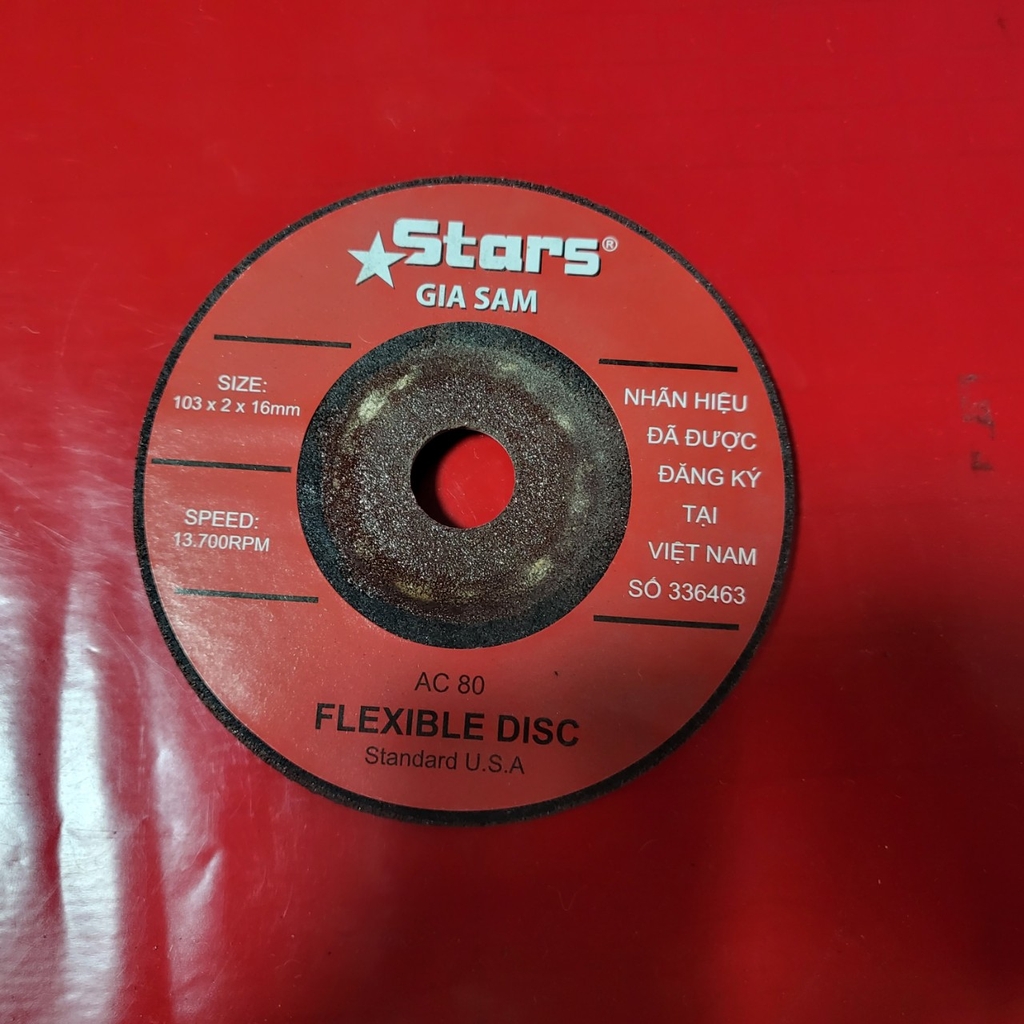 Stars®
GIA SAM
SIZE:
103 x 2 x 16mm
SPEED:
13.700RPM
NHÃN HIỆU
ĐÃ ĐƯỢC
ĐĂNG KÝ
TẠI
VIỆT NAM
SỐ 336463
AC 80
FLEXIBLE DISC
Standard U.S.A